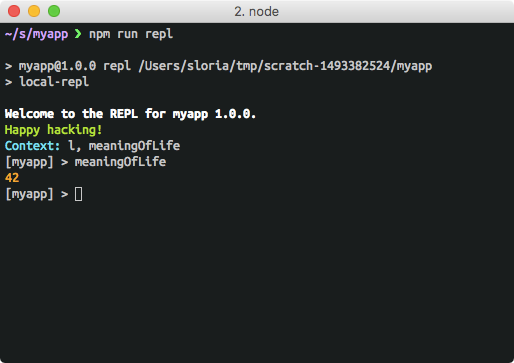 2. node
~/s/myapp ❯ npm run repl
> myapp@1.0.0 repl /Users/sloria/tmp/scratch-1493382524/myapp
> local-repl
Welcome to the REPL for myapp 1.0.0.
Happy hacking!
Context: l, meaningOfLife
[myapp] > meaningOfLife
42
[myapp] >